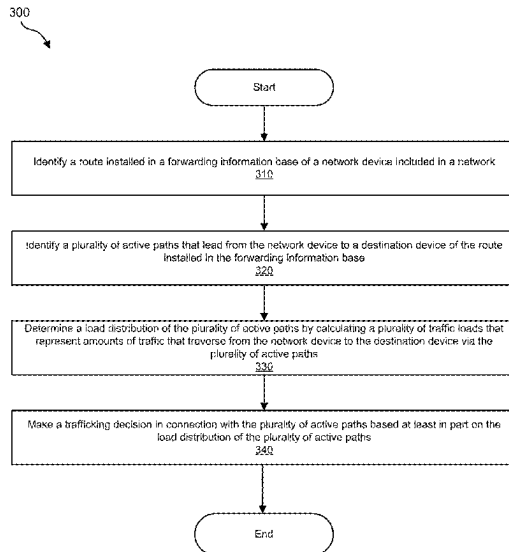 300
Start
Identify a route installed in a forwarding information base of a network device included in a network
310
Identify a plurality of active paths that lead from the network device to a destination device of the route
installed in the forwarding information base
320
Determine a load distribution of the plurality of active paths by calculating a plurality of traffic loads that
represent amounts of traffic that traverse from the network device to the destination device via the
plurality of active paths
330
Make a trafficking decision in connection with the plurality of active paths based at least in part on the
load distribution of the plurality of active paths
340
End